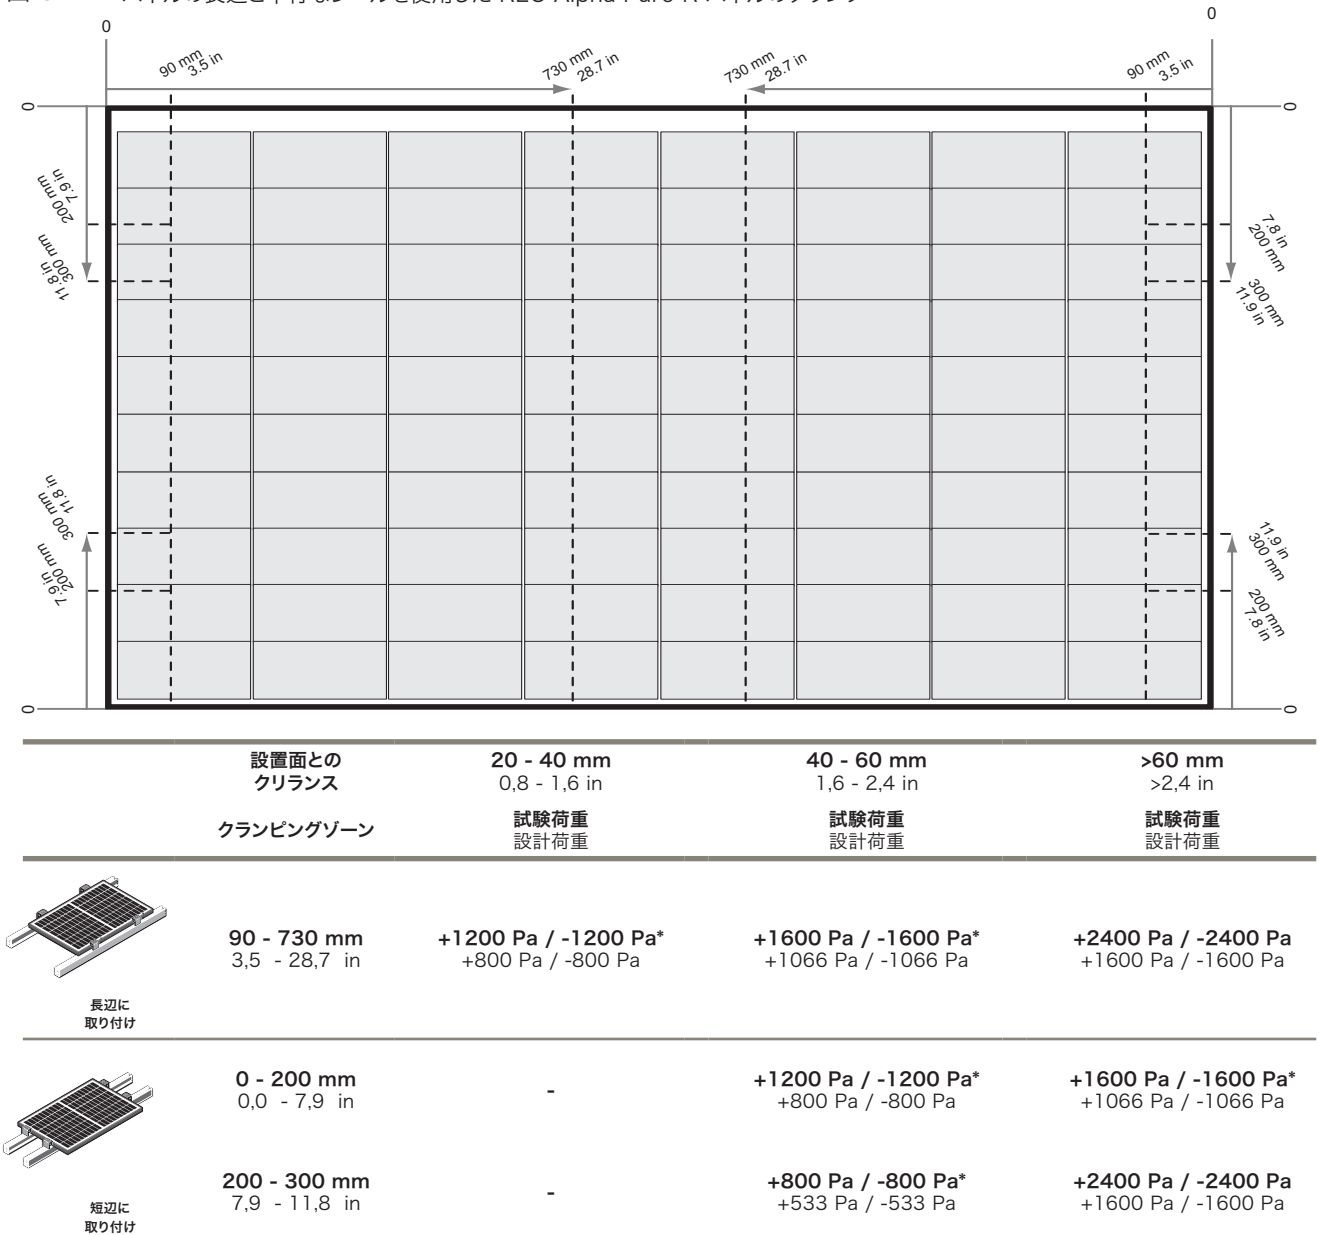 0
0
90 mm
3.5 in
730 mm
28.7 in
730 mm
28.7 in
90 mm
3.5 in
0
0
200 mm
7.9 in
300 mm
11.8 in
7.8 in
200 mm
300 mm
11.9 in
300 mm
11.8 in
200 mm
7.9 in
11.9 in
300 mm
200 mm
7.8 in
0
0
設置面との 20 - 40 mm 40 - 60 mm >60 mm
クリランス 0,8 - 1,6 in 1,6 - 2,4 in >2,4 in
クランピングゾーン 試験荷重 試験荷重 試験荷重
設計荷重 設計荷重 設計荷重
90 - 730 mm +1200 Pa / -1200 Pa* +1600 Pa / -1600 Pa* +2400 Pa / -2400 Pa
3,5 - 28,7 in +800 Pa / -800 Pa +1066 Pa / -1066 Pa +1600 Pa / -1600 Pa
長辺に
取り付け
0 - 200 mm - +1200 Pa / -1200 Pa* +1600 Pa / -1600 Pa*
0,0 - 7,9 in +800 Pa / -800 Pa +1066 Pa / -1066 Pa
200 - 300 mm - +800 Pa / -800 Pa* +2400 Pa / -2400 Pa
7,9 - 11,8 in +533 Pa / -533 Pa +1600 Pa / -1600 Pa
短辺に
取り付け